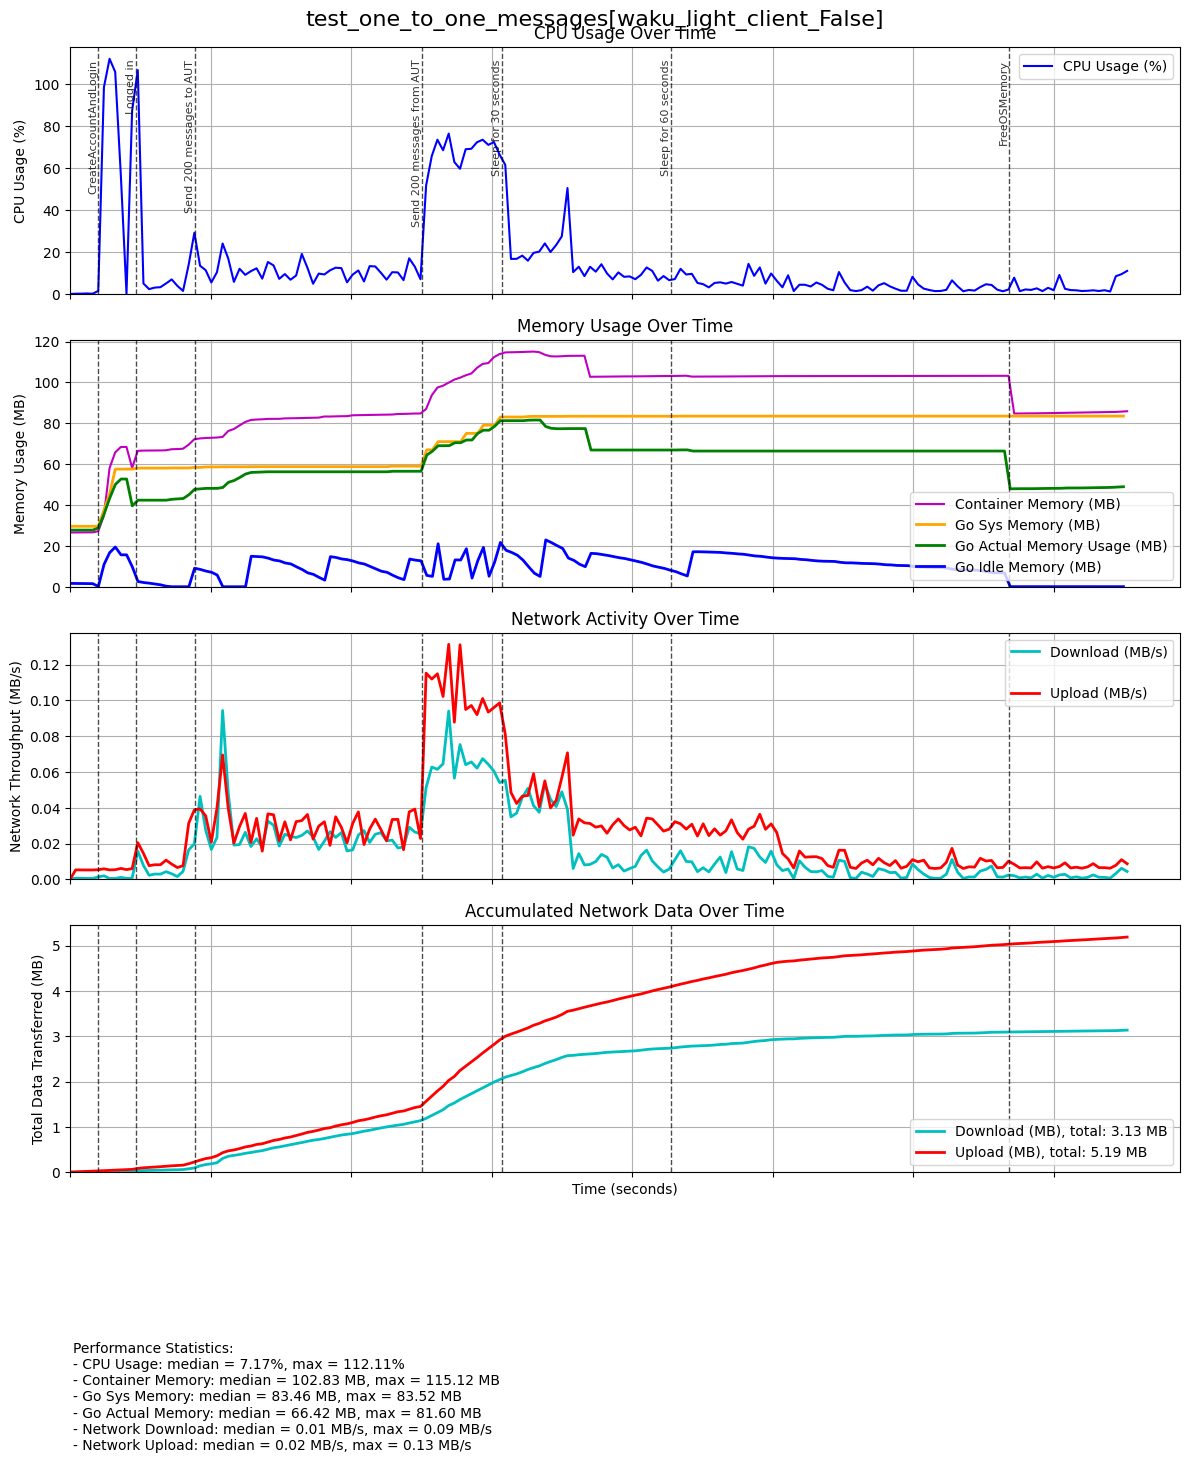 test_one_to_one_messages[waku_light_client_False]
CPU Usage Over Time
CPU Usage (%)
100
80
60
40
20
0
CreateAccountAndLogin
Logged in
Send 200 messages to AUT
Send 200 messages from AUT
Sleep for 30 seconds
Sleep for 60 seconds
FreeOSMemory
CPU Usage (%)
Memory Usage Over Time
Memory Usage (MB)
120
100
80
60
40
20
0
Container Memory (MB)
Go Sys Memory (MB)
Go Actual Memory Usage (MB)
Go Idle Memory (MB)
Network Activity Over Time
Network Throughput (MB/s)
0.12
0.10
0.08
0.06
0.04
0.02
0.00
Download (MB/s)
Upload (MB/s)
Accumulated Network Data Over Time
Total Data Transferred (MB)
5
4
3
2
1
0
Download (MB), total: 3.13 MB
Upload (MB), total: 5.19 MB
Time (seconds)
Performance Statistics:
- CPU Usage: median = 7.17%, max = 112.11%
- Container Memory: median = 102.83 MB, max = 115.12 MB
- Go Sys Memory: median = 83.46 MB, max = 83.52 MB
- Go Actual Memory: median = 66.42 MB, max = 81.60 MB
- Network Download: median = 0.01 MB/s, max = 0.09 MB/s
- Network Upload: median = 0.02 MB/s, max = 0.13 MB/s